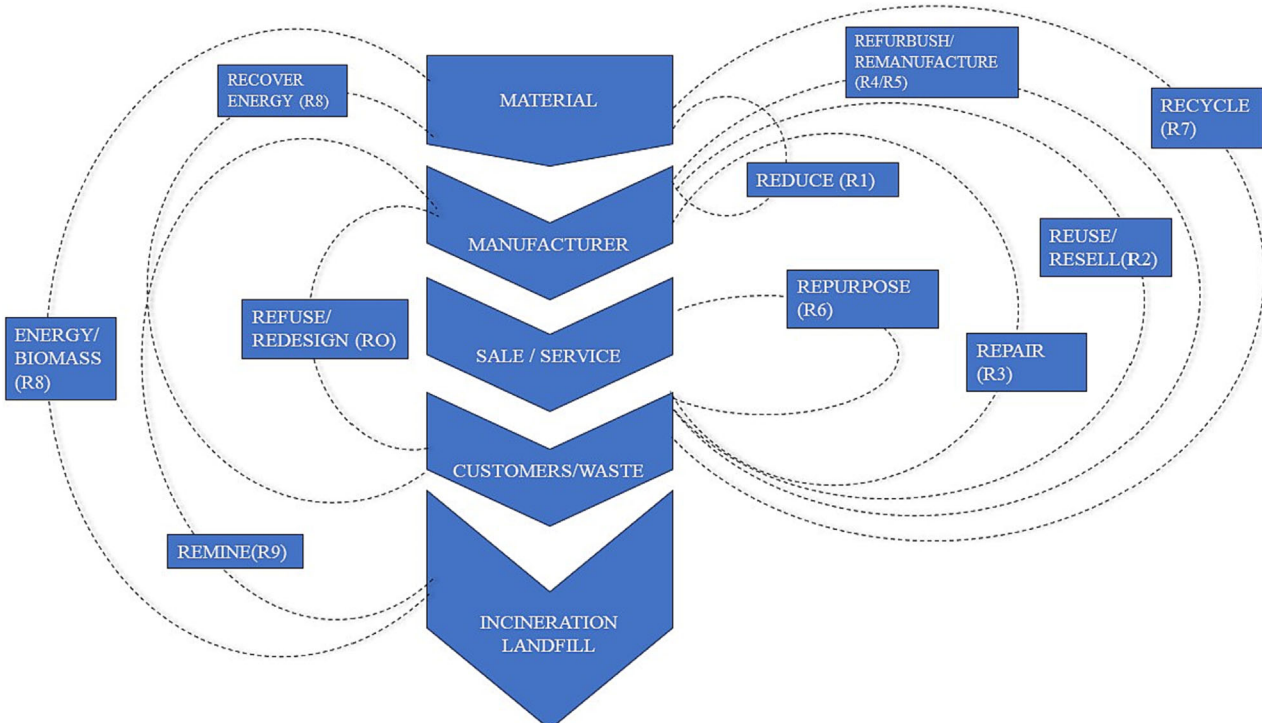 MATERIAL
MANUFACTURER
SALE / SERVICE
CUSTOMERS/WASTE
INCINERATION
LANDFILL
RECOVER
ENERGY (R8)
REFUSE/
REDESIGN (RO)
ENERGY/
BIOMASS
(R8)
REMINE(R9)
REFURBUSH/
REMANUFACTURE
(R4/R5)
RECYCLE
(R7)
REDUCE (R1)
REUSE/
RESELL(R2)
REPURPOSE
(R6)
REPAIR
(R3)